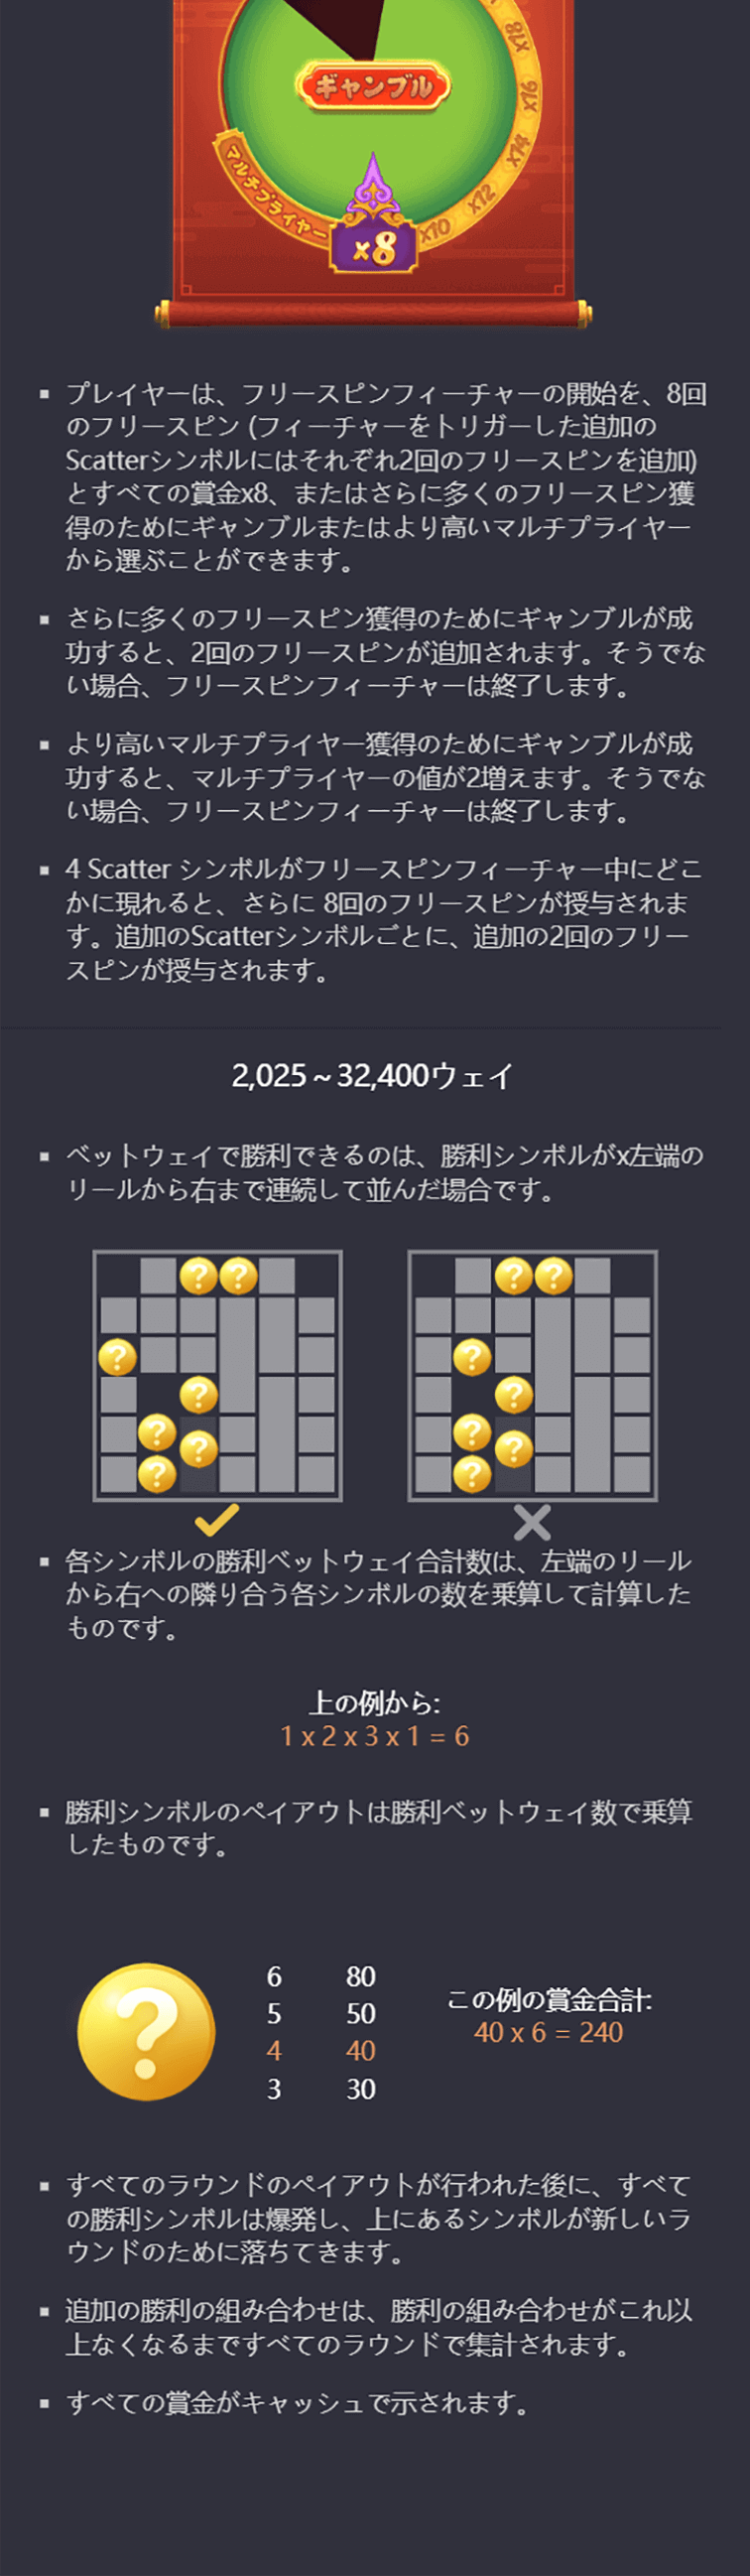 x18
x16
x14
x12
x10
ギャンブル
マルチプライヤー
x8
プレイヤーは、フリースピンフィーチャーの開始を、8回
のフリースピン (フィーチャーをトリガーした追加の
Scatterシンボルにはそれぞれ2回のフリースピンを追加)
とすべての賞金x8、またはさらに多くのフリースピン獲
得のためにギャンブルまたはより高いマルチプライヤー
から選ぶことができます。
さらに多くのフリースピン獲得のためにギャンブルが成
功すると、2回のフリースピンが追加されます。そうでな
い場合、フリースピンフィーチャーは終了します。
より高いマルチプライヤー獲得のためにギャンブルが成
功すると、マルチプライヤーの値が2増えます。そうでな
い場合、フリースピンフィーチャーは終了します。
4 Scatter シンボルがフリースピンフィーチャー中にどこ
かに現れると、さらに 8回のフリースピンが授与されま
す。追加のScatterシンボルごとに、追加の2回のフリー
スピンが授与されます。
2,025 ~ 32,400ウェイ
ベットウェイで勝利できるのは、勝利シンボルがx左端の
リールから右まで連続して並んだ場合です。
? ? ? ?
? ?
? ?
? ?
? ?
? ?
各シンボルの勝利ベットウェイ合計数は、左端のリール
から右への隣り合う各シンボルの数を乗算して計算した
ものです。
上の例から:
1 x 2 x 3 x 1 = 6
勝利シンボルのペイアウトは勝利ベットウェイ数で乗算
したものです。
?
6 80
5 50
4 40
3 30
この例の賞金合計:
40 x 6 = 240
すべてのラウンドのペイアウトが行われた後に、すべて
の勝利シンボルは爆発し、上にあるシンボルが新しいラ
ウンドのために落ちてきます。
追加の勝利の組み合わせは、勝利の組み合わせがこれ以
上なくなるまですべてのラウンドで集計されます。
すべての賞金がキャッシュで示されます。